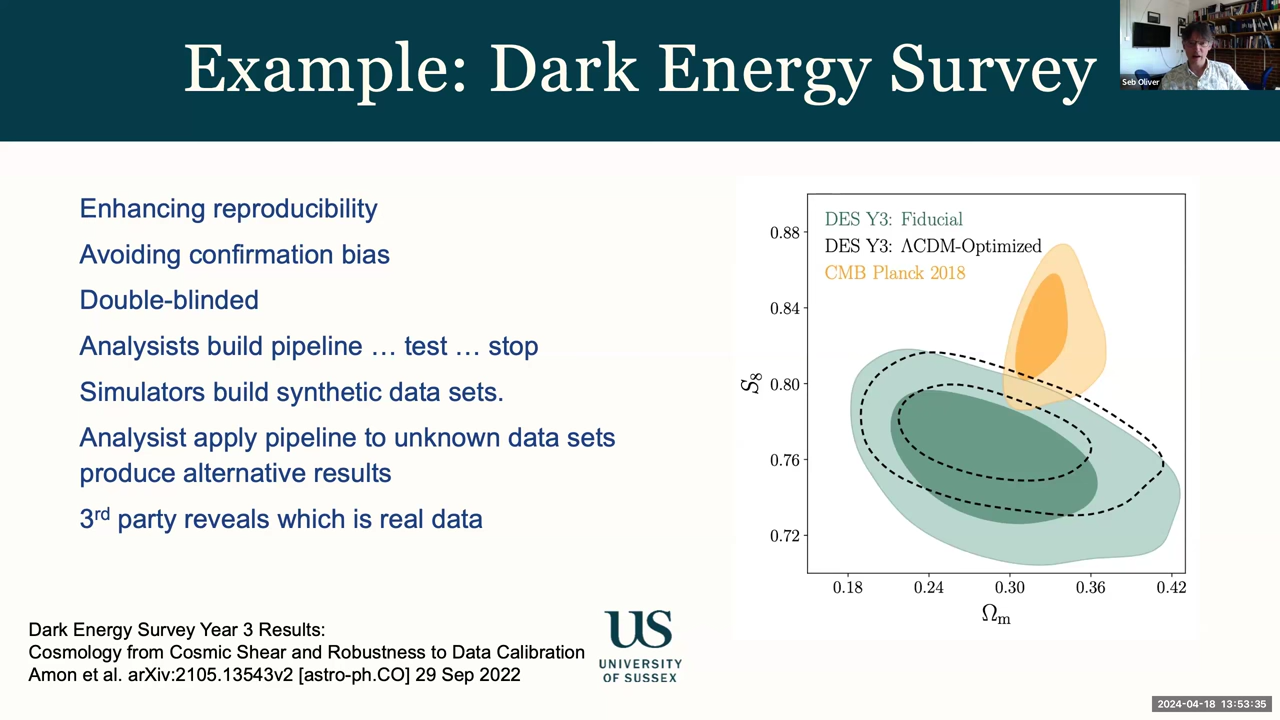 Example: Dark Energy Survey
Seb Oliver
Enhancing reproducibility
Avoiding confirmation bias
Double-blinded
Analysists build pipeline … test … stop
Simulators build synthetic data sets.
Analysist apply pipeline to unknown data sets
produce alternative results
3rd party reveals which is real data
DES Y3: Fiducial
DES Y3: ΛCDM-Optimized
CMB Planck 2018
0.88
0.84
0.80
0.76
0.72
S8
0.18 0.24 0.30 0.36 0.42
Ωm
Dark Energy Survey Year 3 Results:
Cosmology from Cosmic Shear and Robustness to Data Calibration
Amon et al. arXiv:2105.13543v2 [astro-ph.CO] 29 Sep 2022
US
UNIVERSITY
OF SUSSEX
2024-04-18 13:53:35